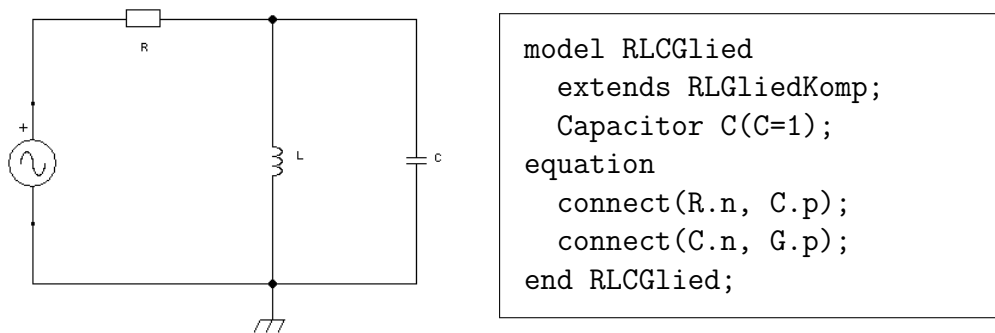 R
+
L
C
model RLCGlied
  extends RLGliedKomp;
  Capacitor C(C=1);
equation
  connect(R.n, C.p);
  connect(C.n, G.p);
end RLCGlied;